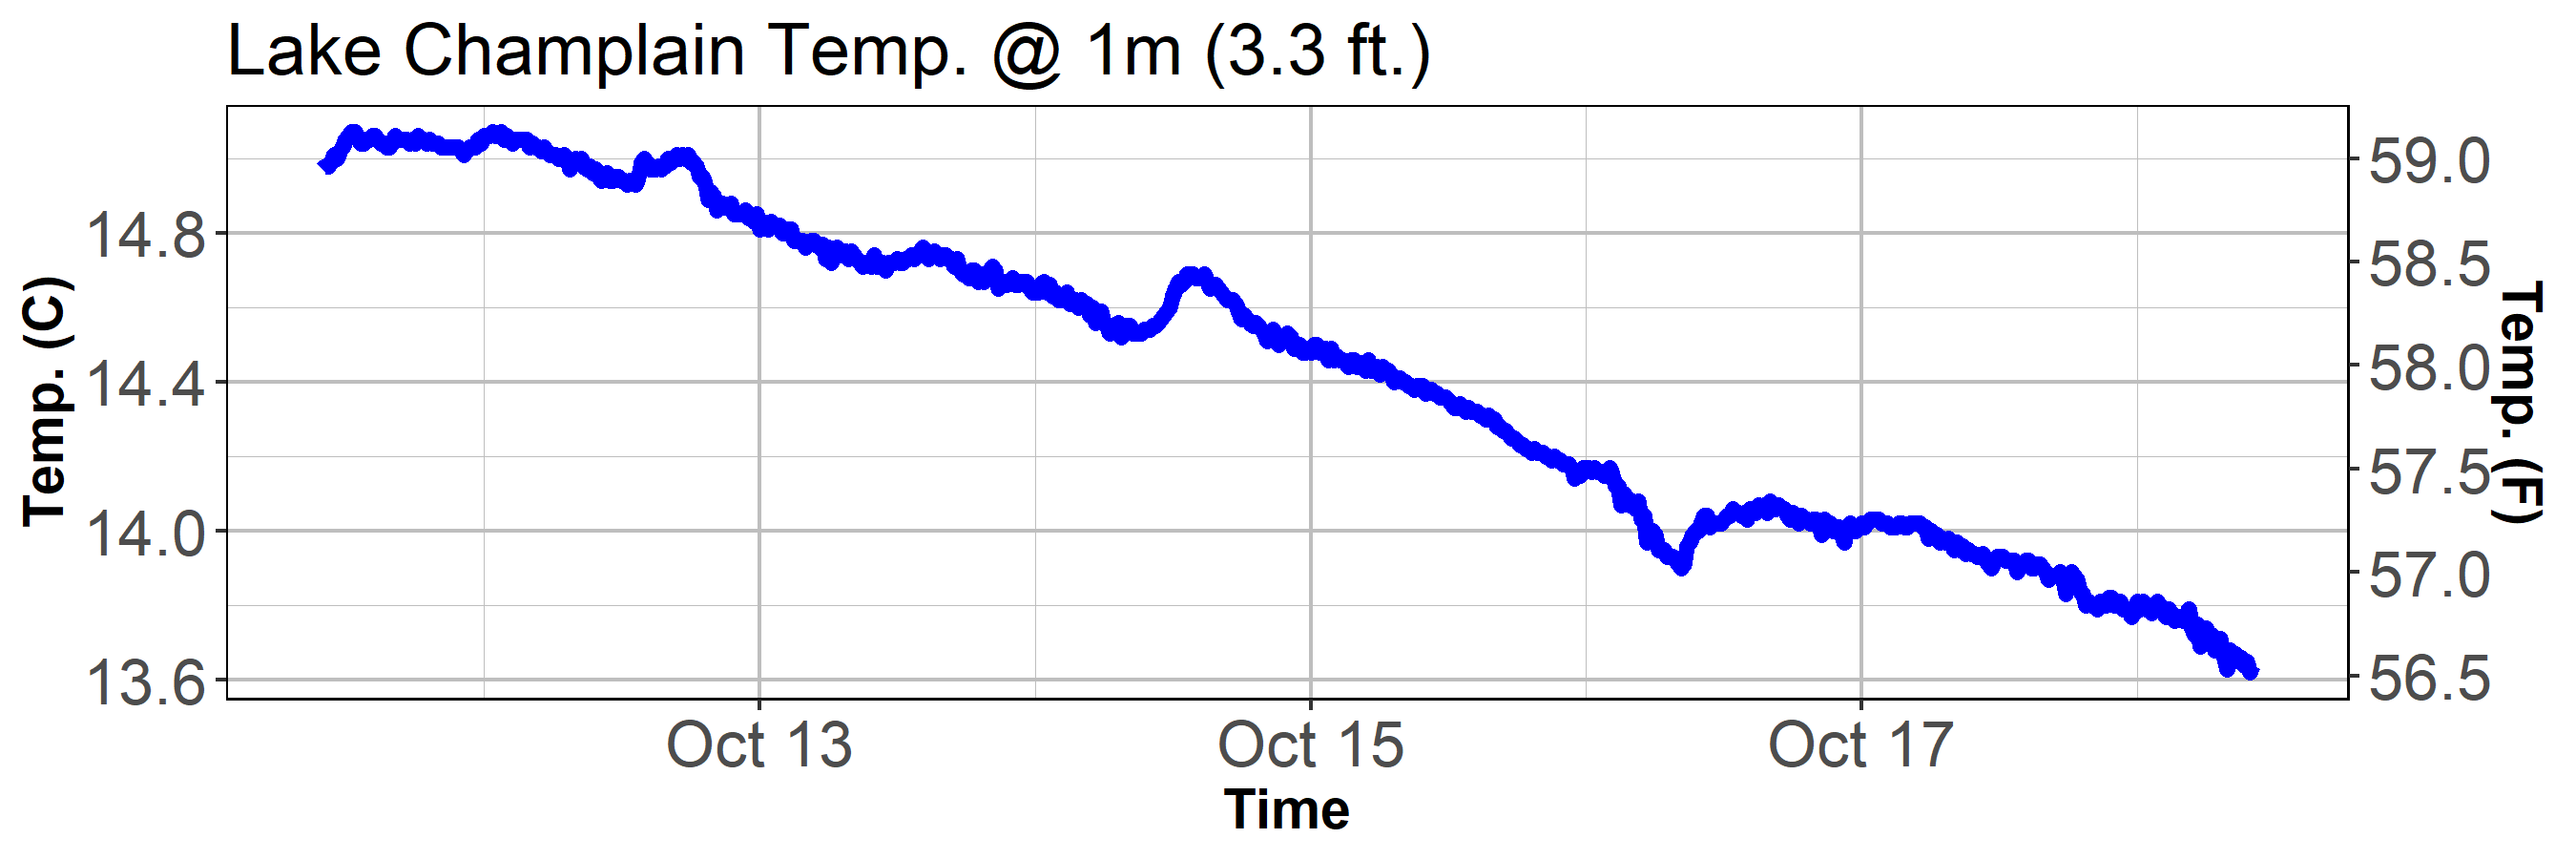 Lake Champlain Temp. @ 1m (3.3 ft.)
Temp. (C)
14.8
14.4
14.0
13.6
59.0
58.5
58.0
57.5
57.0
56.5
Temp. (F)
Oct 13
Oct 15
Oct 17
Time